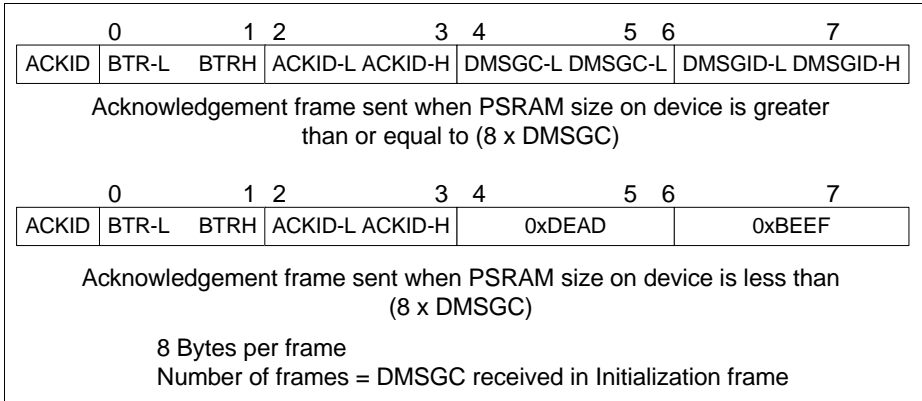 0 1 2 3 4 5 6 7
ACKID BTR-L BTRH ACKID-L ACKID-H DMSGC-L DMSGC-L DMSGID-L DMSGID-H
Acknowledgement frame sent when PSRAM size on device is greater
than or equal to (8 x DMSGC)
0 1 2 3 4 5 6 7
ACKID BTR-L BTRH ACKID-L ACKID-H 0xDEAD 0xBEEF
Acknowledgement frame sent when PSRAM size on device is less than
(8 x DMSGC)
8 Bytes per frame
Number of frames = DMSGC received in Initialization frame